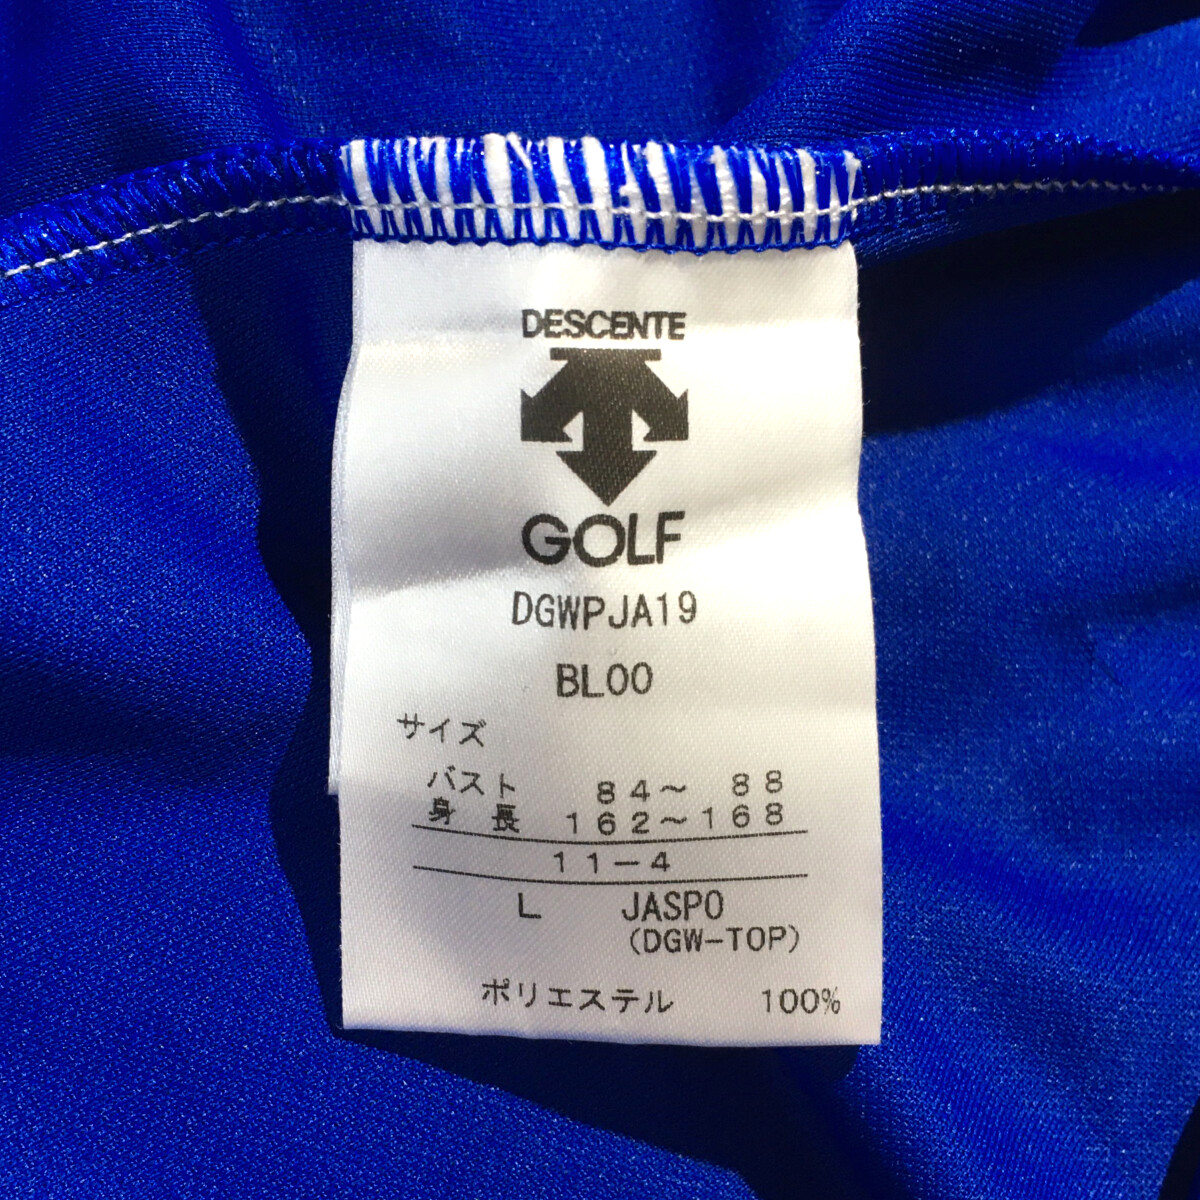 DESCENTE
GOLF
DGWPJA19
BL00
サイズ
バスト 84～ 88
身 長 162～168
11－4
L JASPO
(DGW-TOP)
ポリエステル 100%